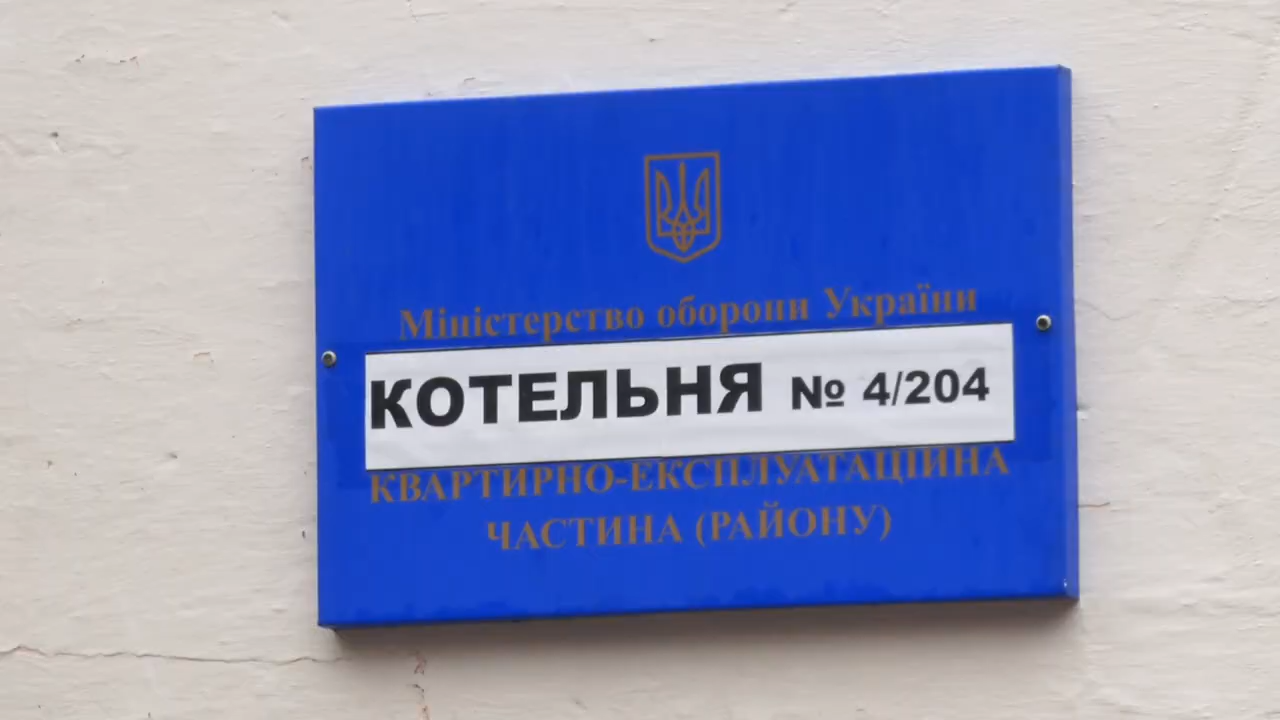 Міністерство оборони України
КОТЕЛЬНЯ № 4/204
КВАРТИРНО-ЕКСПЛУАТАЦІЙНА
ЧАСТИНА (РАЙОНУ)